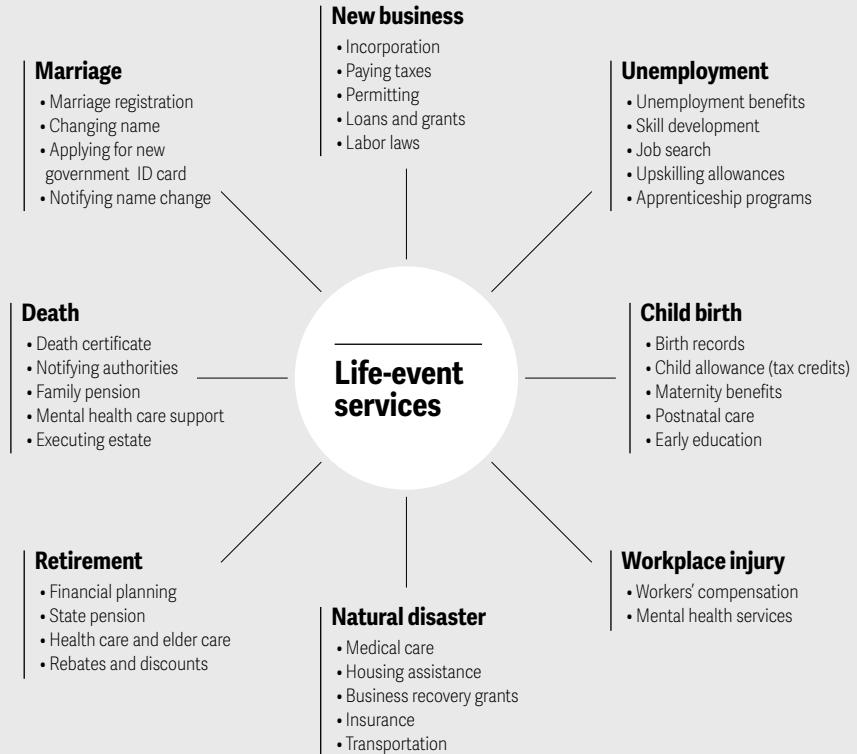 New business
• Incorporation
• Paying taxes
• Permitting
• Loans and grants
• Labor laws
Marriage
• Marriage registration
• Changing name
• Applying for new
government ID card
• Notifying name change
Unemployment
• Unemployment benefits
• Skill development
• Job search
• Upskilling allowances
• Apprenticeship programs
Death
• Death certificate
• Notifying authorities
• Family pension
• Mental health care support
• Executing estate
Life-event
services
Child birth
• Birth records
• Child allowance (tax credits)
• Maternity benefits
• Postnatal care
• Early education
Retirement
• Financial planning
• State pension
• Health care and elder care
• Rebates and discounts
Natural disaster
• Medical care
• Housing assistance
• Business recovery grants
• Insurance
• Transportation
Workplace injury
• Workers’ compensation
• Mental health services